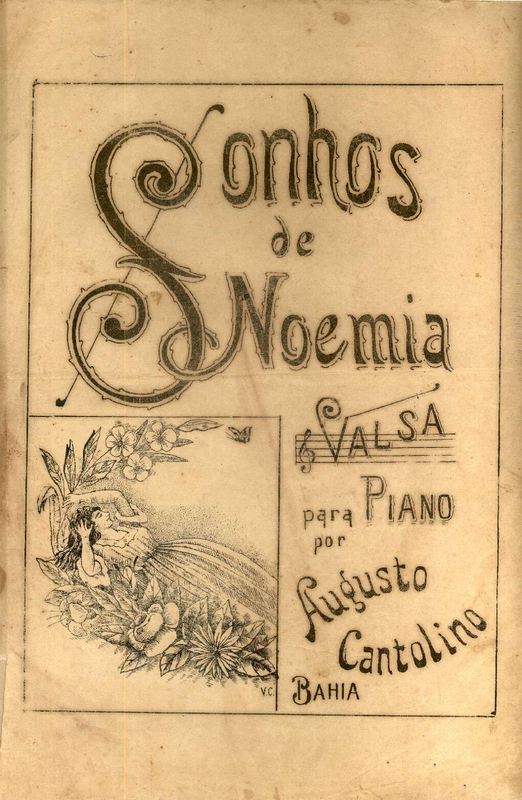 Sonhos
de
Noemia
VALSA
para PIANO
por
Augusto
Cantolino
BAHIA
V.C.